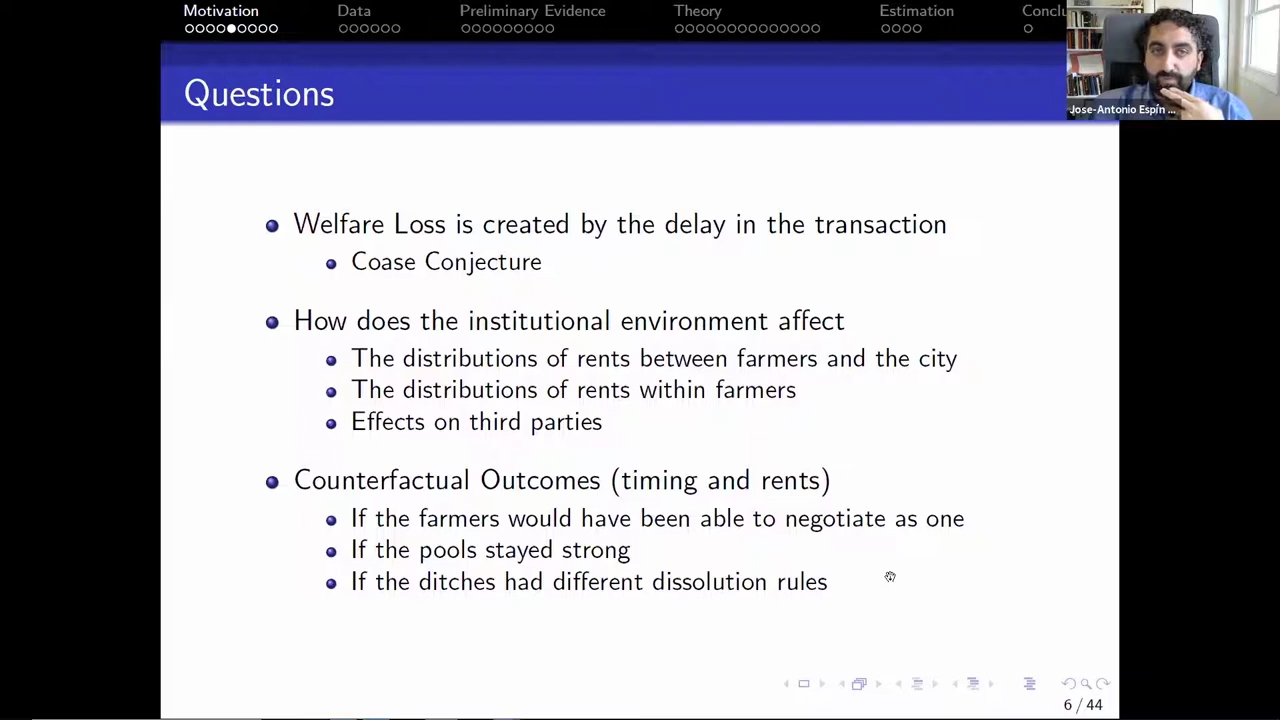 Motivation Data Preliminary Evidence Theory Estimation Conclu
Jose-Antonio Espín ...
Questions
Welfare Loss is created by the delay in the transaction
Coase Conjecture
How does the institutional environment affect
The distributions of rents between farmers and the city
The distributions of rents within farmers
Effects on third parties
Counterfactual Outcomes (timing and rents)
If the farmers would have been able to negotiate as one
If the pools stayed strong
If the ditches had different dissolution rules
6 / 44